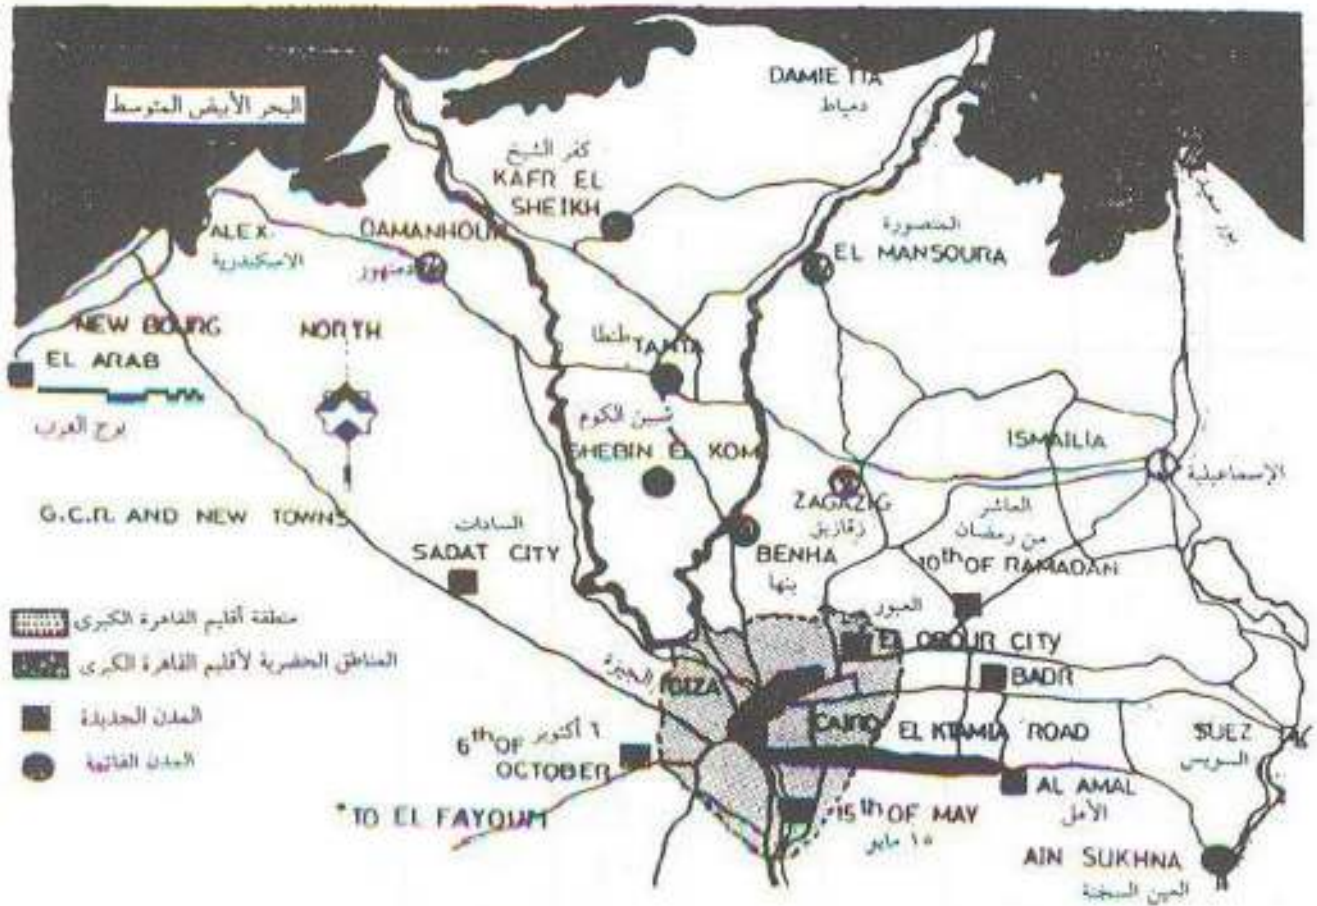 البحر الأبيض المتوسط
DAMIETTA
دمياط
كفر الشيخ
KAFR EL
SHEIKH
بور سعيد
ALEX.
الاسكندرية
DAMANHOUR
دمنهور
المنصورة
EL MANSOURA
NEW BOURG
EL ARAB
برج العرب
NORTH
طنطا
TANTA
شبين الكوم
SHEBIN EL KOM
ISMAILIA
الإسماعيلية
G.C.R. AND NEW TOWNS
السادات
SADAT CITY
ZAGAZIG
زقازيق
BENHA
بنها
العاشر
من رمضان
10th OF RAMADAN
العبور
EL OBOUR CITY
منطقة أقليم القاهرة الكبرى
المناطق الحضرية لأقليم القاهرة الكبرى
المدن الجديدة
المدن القائمة
الجيزة
GIZA
BADR
CAIRO
EL KTAMIA ROAD
SUEZ
السويس
٦ أكتوبر
6th OF
OCTOBER
* TO EL FAYOUM
AL AMAL
الأمل
15th OF MAY
١٥ مايو
AIN SUKHNA
العين السخنة